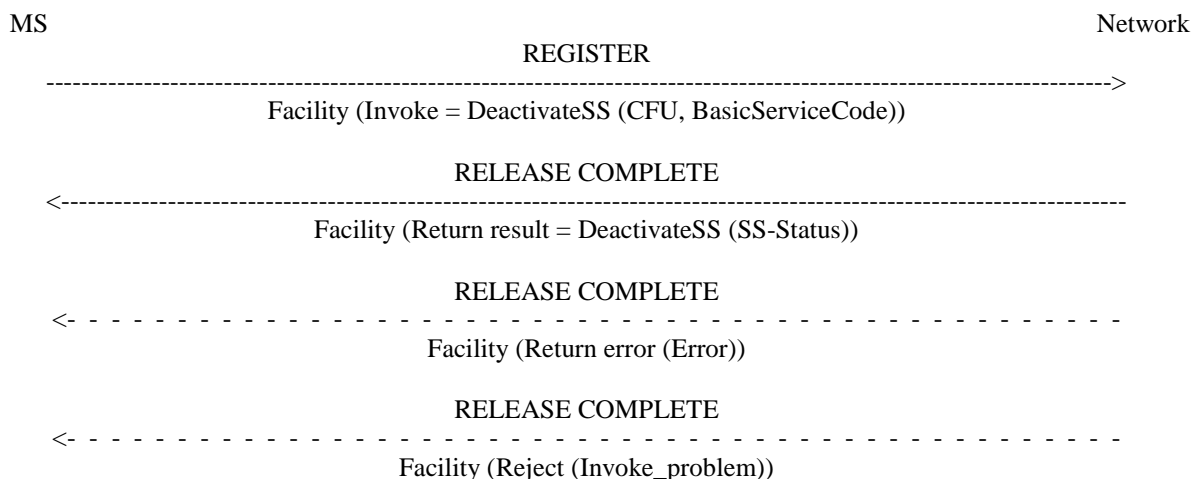 MS Network
REGISTER
Facility (Invoke = DeactivateSS (CFU, BasicServiceCode))
RELEASE COMPLETE
Facility (Return result = DeactivateSS (SS-Status))
RELEASE COMPLETE
Facility (Return error (Error))
RELEASE COMPLETE
Facility (Reject (Invoke_problem))